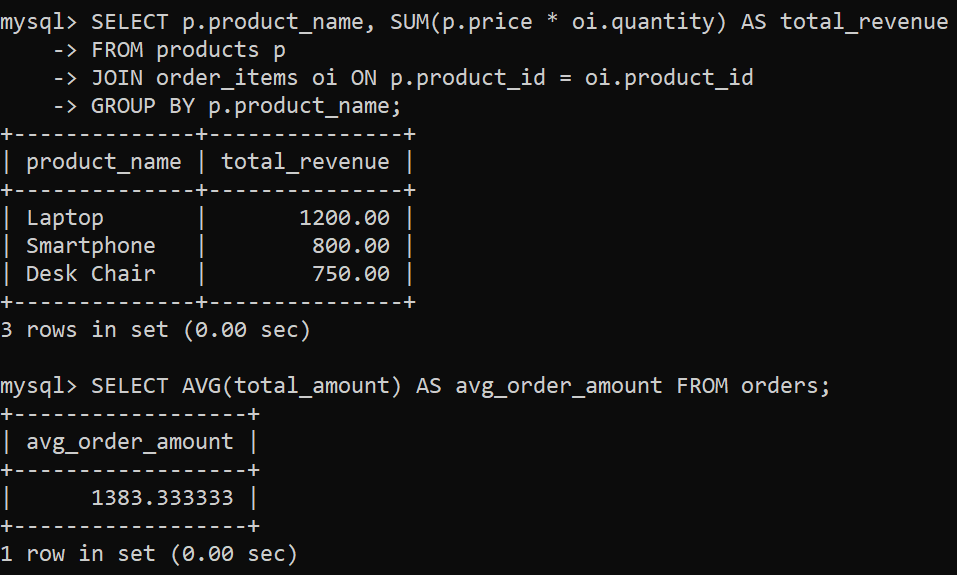 mysql> SELECT p.product_name, SUM(p.price * oi.quantity) AS total_revenue
    -> FROM products p
    -> JOIN order_items oi ON p.product_id = oi.product_id
    -> GROUP BY p.product_name;
+--------------+---------------+
| product_name | total_revenue |
+--------------+---------------+
| Laptop       |       1200.00 |
| Smartphone   |        800.00 |
| Desk Chair   |        750.00 |
+--------------+---------------+
3 rows in set (0.00 sec)

mysql> SELECT AVG(total_amount) AS avg_order_amount FROM orders;
+------------------+
| avg_order_amount |
+------------------+
|      1383.333333 |
+------------------+
1 row in set (0.00 sec)